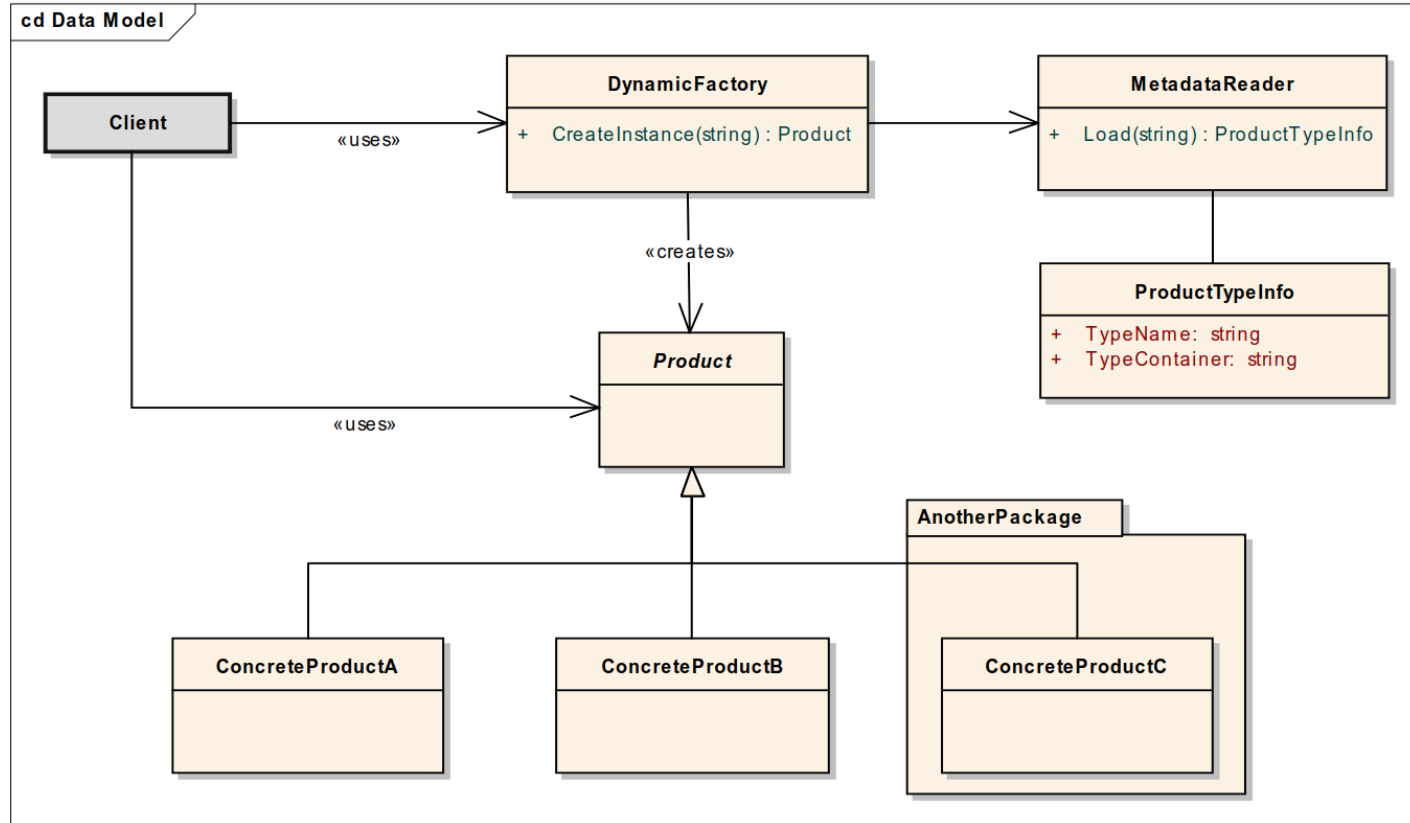 cd Data Model
Client
«uses»
DynamicFactory
+ CreateInstance(string) : Product
MetadataReader
+ Load(string) : ProductTypeInfo
«creates»
ProductTypeInfo
+ TypeName: string
+ TypeContainer: string
Product
«uses»
AnotherPackage
ConcreteProductA
ConcreteProductB
ConcreteProductC